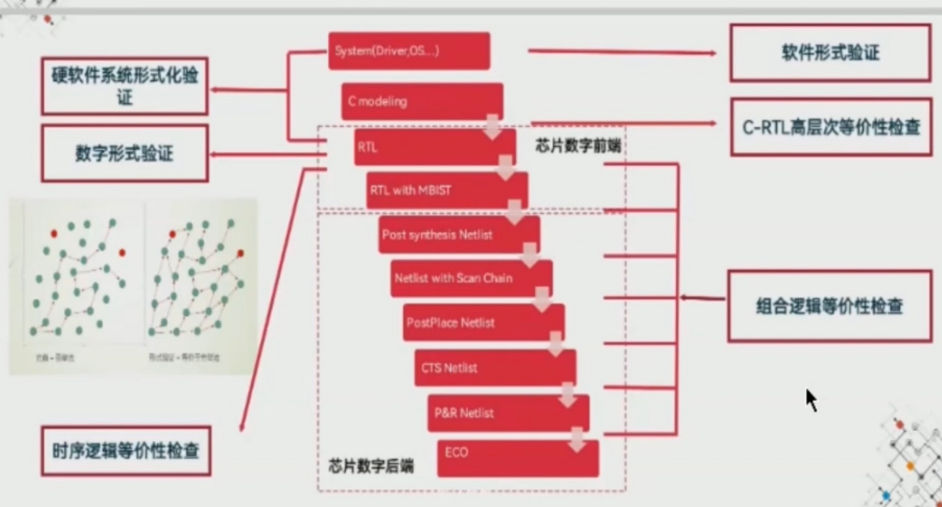 System(Driver,OS...)
软件形式验证
硬软件系统形式化验
证
C modeling
C-RTL高层次等价性检查
数字形式验证
RTL
芯片数字前端
RTL with MBIST
Post synthesis Netlist
Netlist with Scan Chain
组合逻辑等价性检查
PostPlace Netlist
CTS Netlist
P&R Netlist
时序逻辑等价性检查
ECO
芯片数字后端